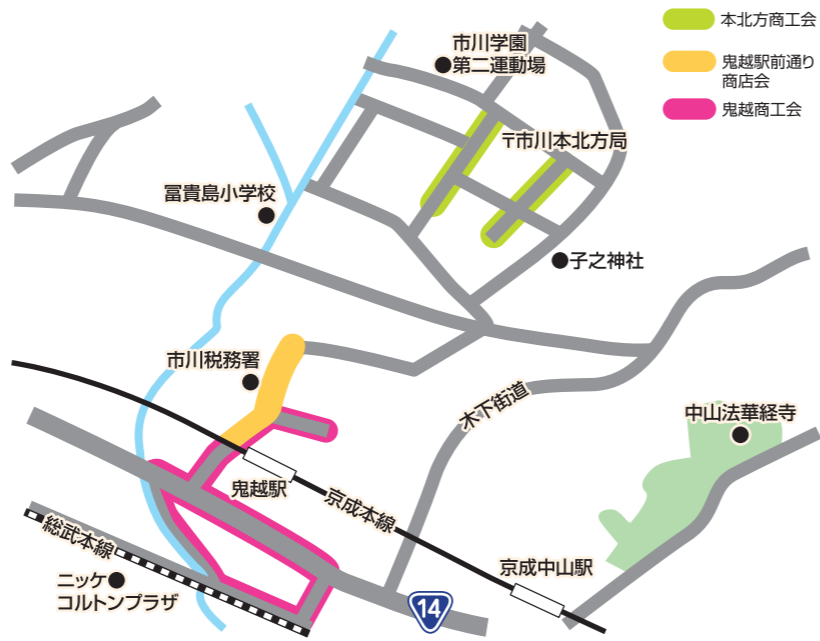 本北方商工会
鬼越駅前通り
商店会
鬼越商工会
市川学園
第二運動場
〒市川本北方局
冨貴島小学校
子之神社
市川税務署
木下街道
中山法華経寺
鬼越駅
京成本線
総武本線
京成中山駅
ニッケ
コルトンプラザ
14